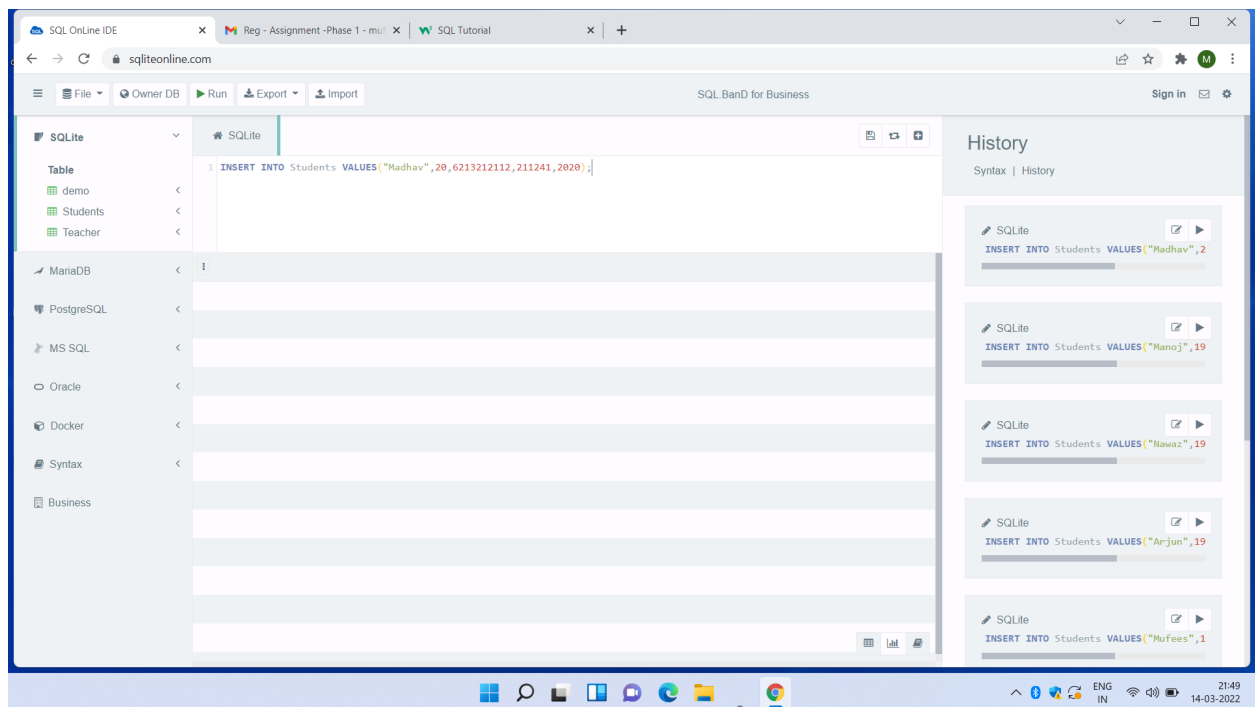 SQL OnLine IDE
Reg - Assignment -Phase 1 - mu
SQL Tutorial
sqliteonline.com
M
File
Owner DB
Run
Export
Import
SQL.BanD for Business
Sign in
SQLite
Table
demo
Students
Teacher
MariaDB
PostgreSQL
MS SQL
Oracle
Docker
Syntax
Business
SQLite
1 INSERT INTO Students VALUES("Madhav",20,6213212112,211241,2020);
History
Syntax | History
SQLite
INSERT INTO Students VALUES("Madhav",2
SQLite
INSERT INTO Students VALUES("Manoj",19
SQLite
INSERT INTO Students VALUES("Nawaz",19
SQLite
INSERT INTO Students VALUES("Arjun",19
SQLite
INSERT INTO Students VALUES("Mufees",1
ENG
IN
21:49
14-03-2022